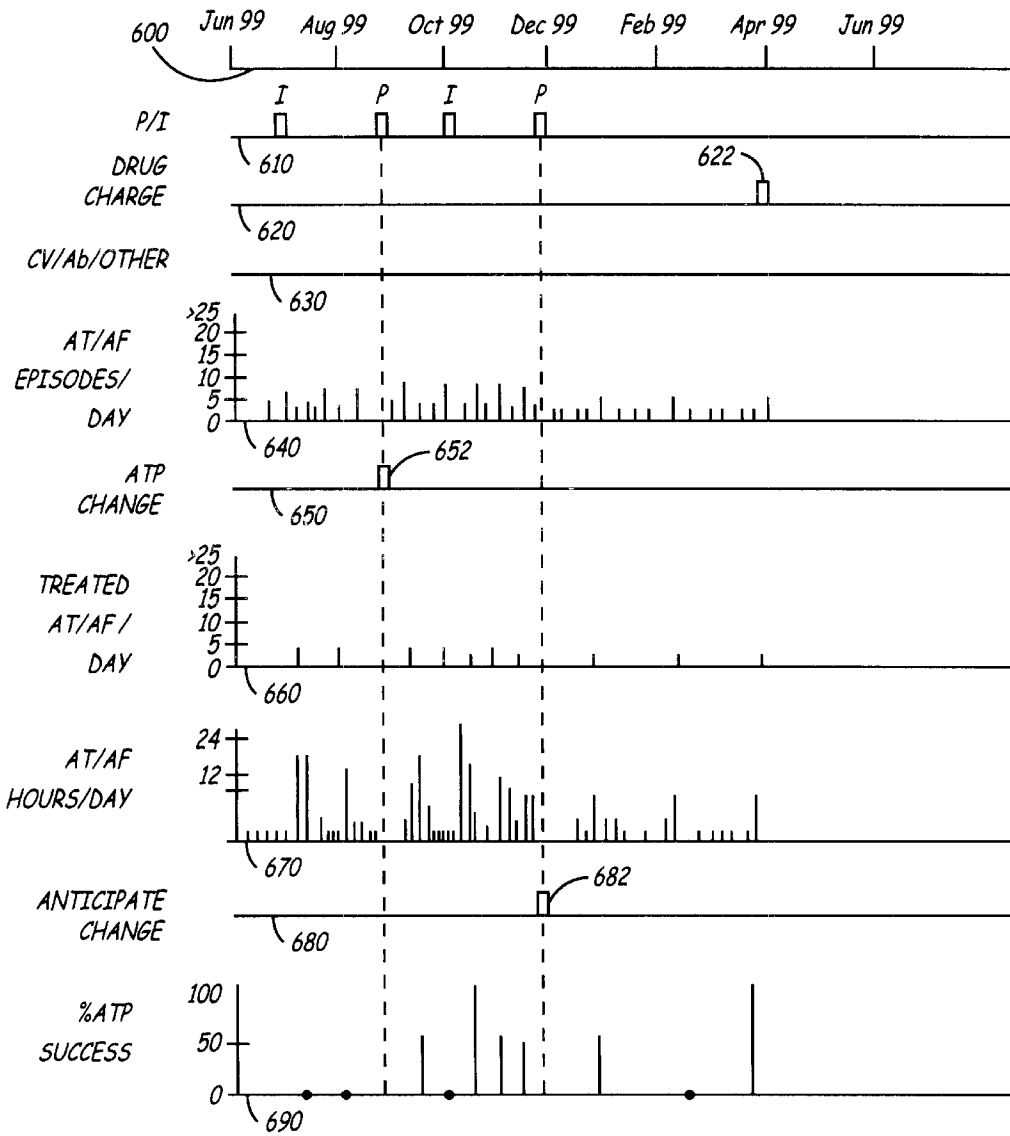 Jun 99 Aug 99 Oct 99 Dec 99 Feb 99 Apr 99 Jun 99
600
I P I P
P/I
610
622
DRUG
CHARGE
620
CV/Ab/OTHER
630
>25
20
15
10
5
0
AT/AF
EPISODES/
DAY
640
652
ATP
CHANGE
650
>25
20
15
10
5
0
TREATED
AT/AF/
DAY
660
24
12
AT/AF
HOURS/DAY
670
682
ANTICIPATE
CHANGE
680
100
50
0
%ATP
SUCCESS
690